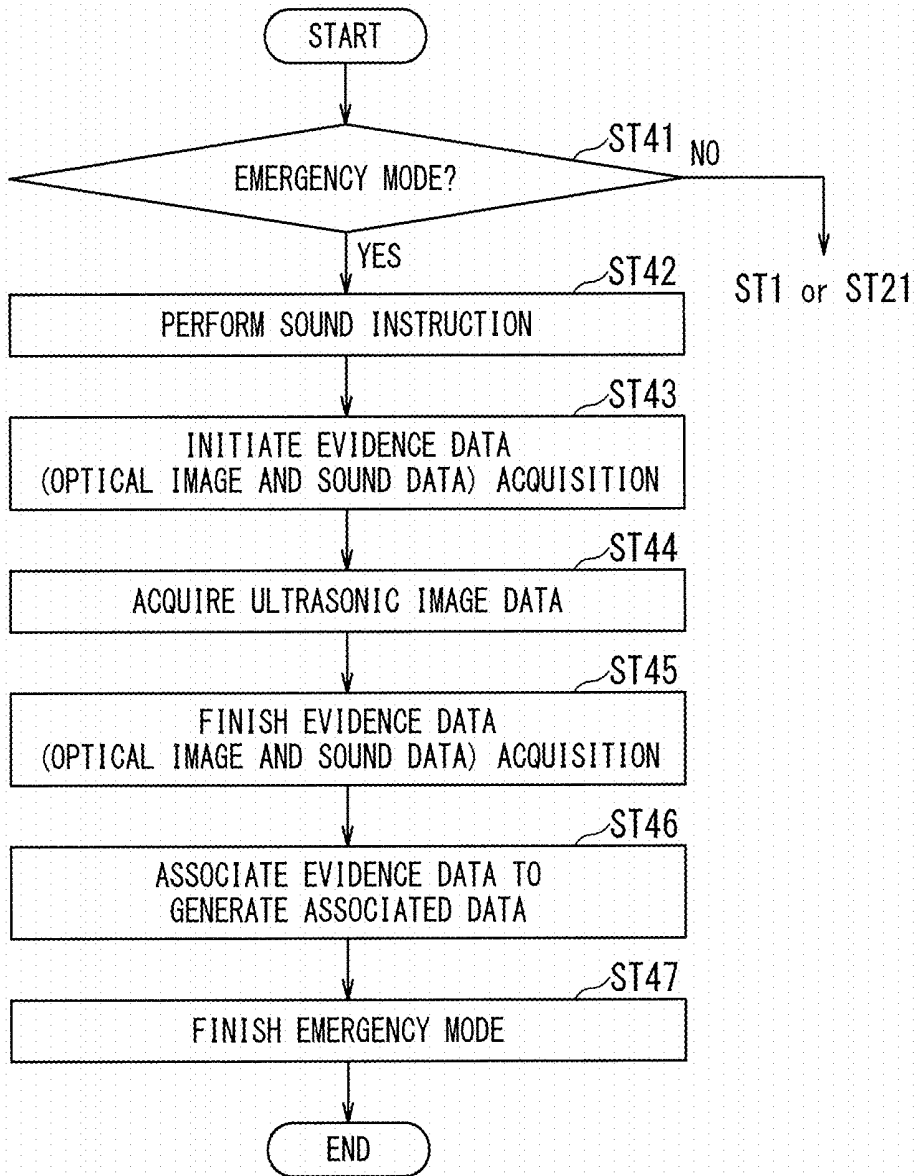 START
ST41
EMERGENCY MODE?
NO
YES
ST1 or ST21
ST42
PERFORM SOUND INSTRUCTION
ST43
INITIATE EVIDENCE DATA
(OPTICAL IMAGE AND SOUND DATA) ACQUISITION
ST44
ACQUIRE ULTRASONIC IMAGE DATA
ST45
FINISH EVIDENCE DATA
(OPTICAL IMAGE AND SOUND DATA) ACQUISITION
ST46
ASSOCIATE EVIDENCE DATA TO
GENERATE ASSOCIATED DATA
ST47
FINISH EMERGENCY MODE
END